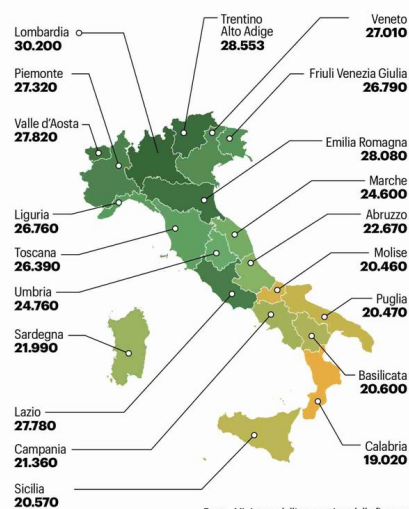 Lombardia
30.200
Trentino
Alto Adige
28.553
Veneto
27.010
Piemonte
27.320
Friuli Venezia Giulia
26.790
Valle d'Aosta
27.820
Emilia Romagna
28.080
Marche
24.600
Liguria
26.760
Abruzzo
22.670
Toscana
26.390
Molise
20.460
Umbria
24.760
Puglia
20.470
Sardegna
21.990
Basilicata
20.600
Lazio
27.780
Campania
21.360
Calabria
19.020
Sicilia
20.570